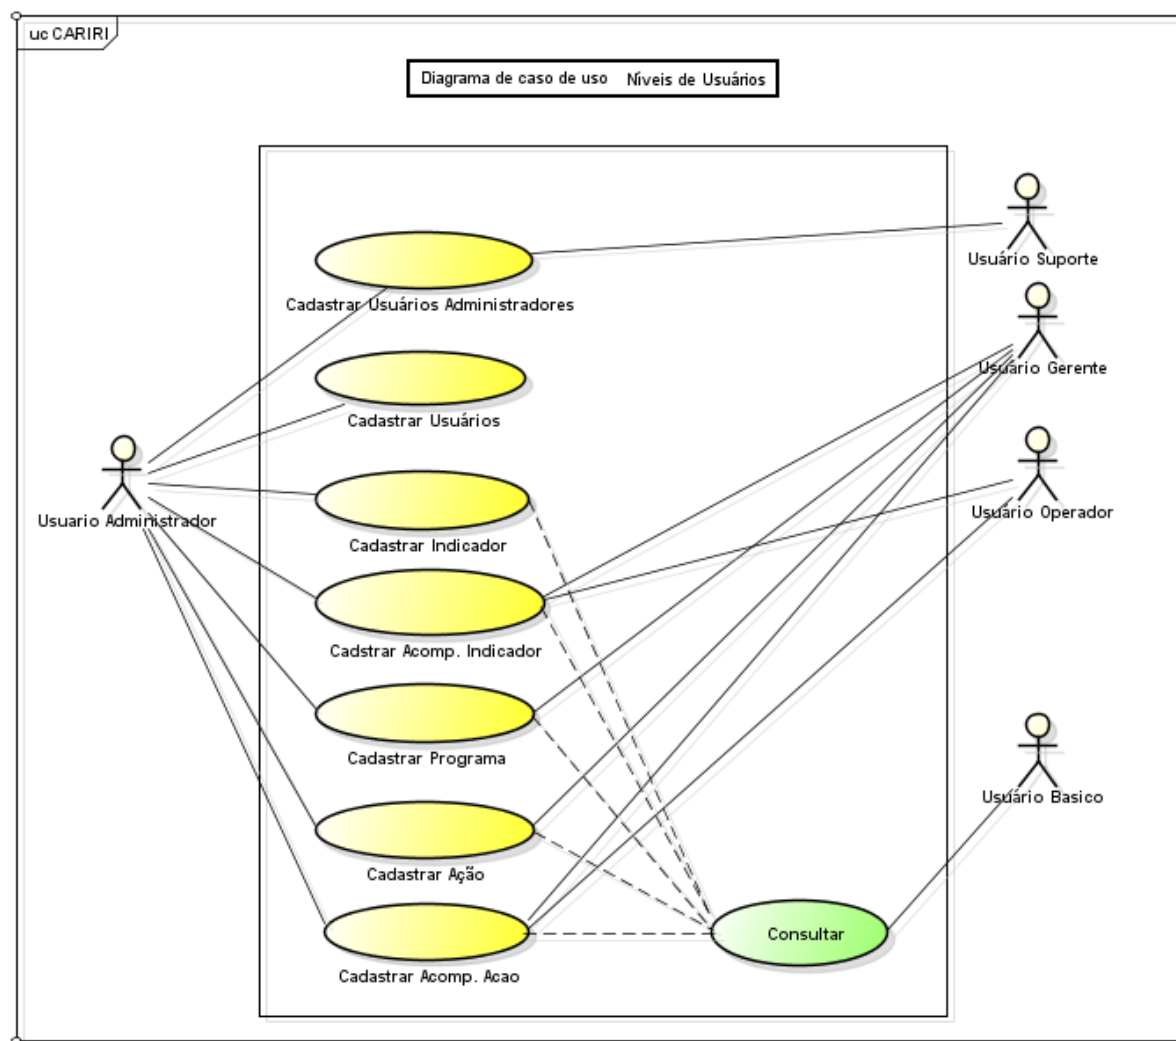 uc CARIRI
Diagrama de caso de uso Níveis de Usuários
Usuário Suporte
Cadastrar Usuários Administradores
Usuário Gerente
Cadastrar Usuários
Usuario Administrador
Usuário Operador
Cadastrar Indicador
Cadstrar Acomp. Indicador
Cadastrar Programa
Usuário Basico
Cadastrar Ação
Consultar
Cadastrar Acomp. Acao